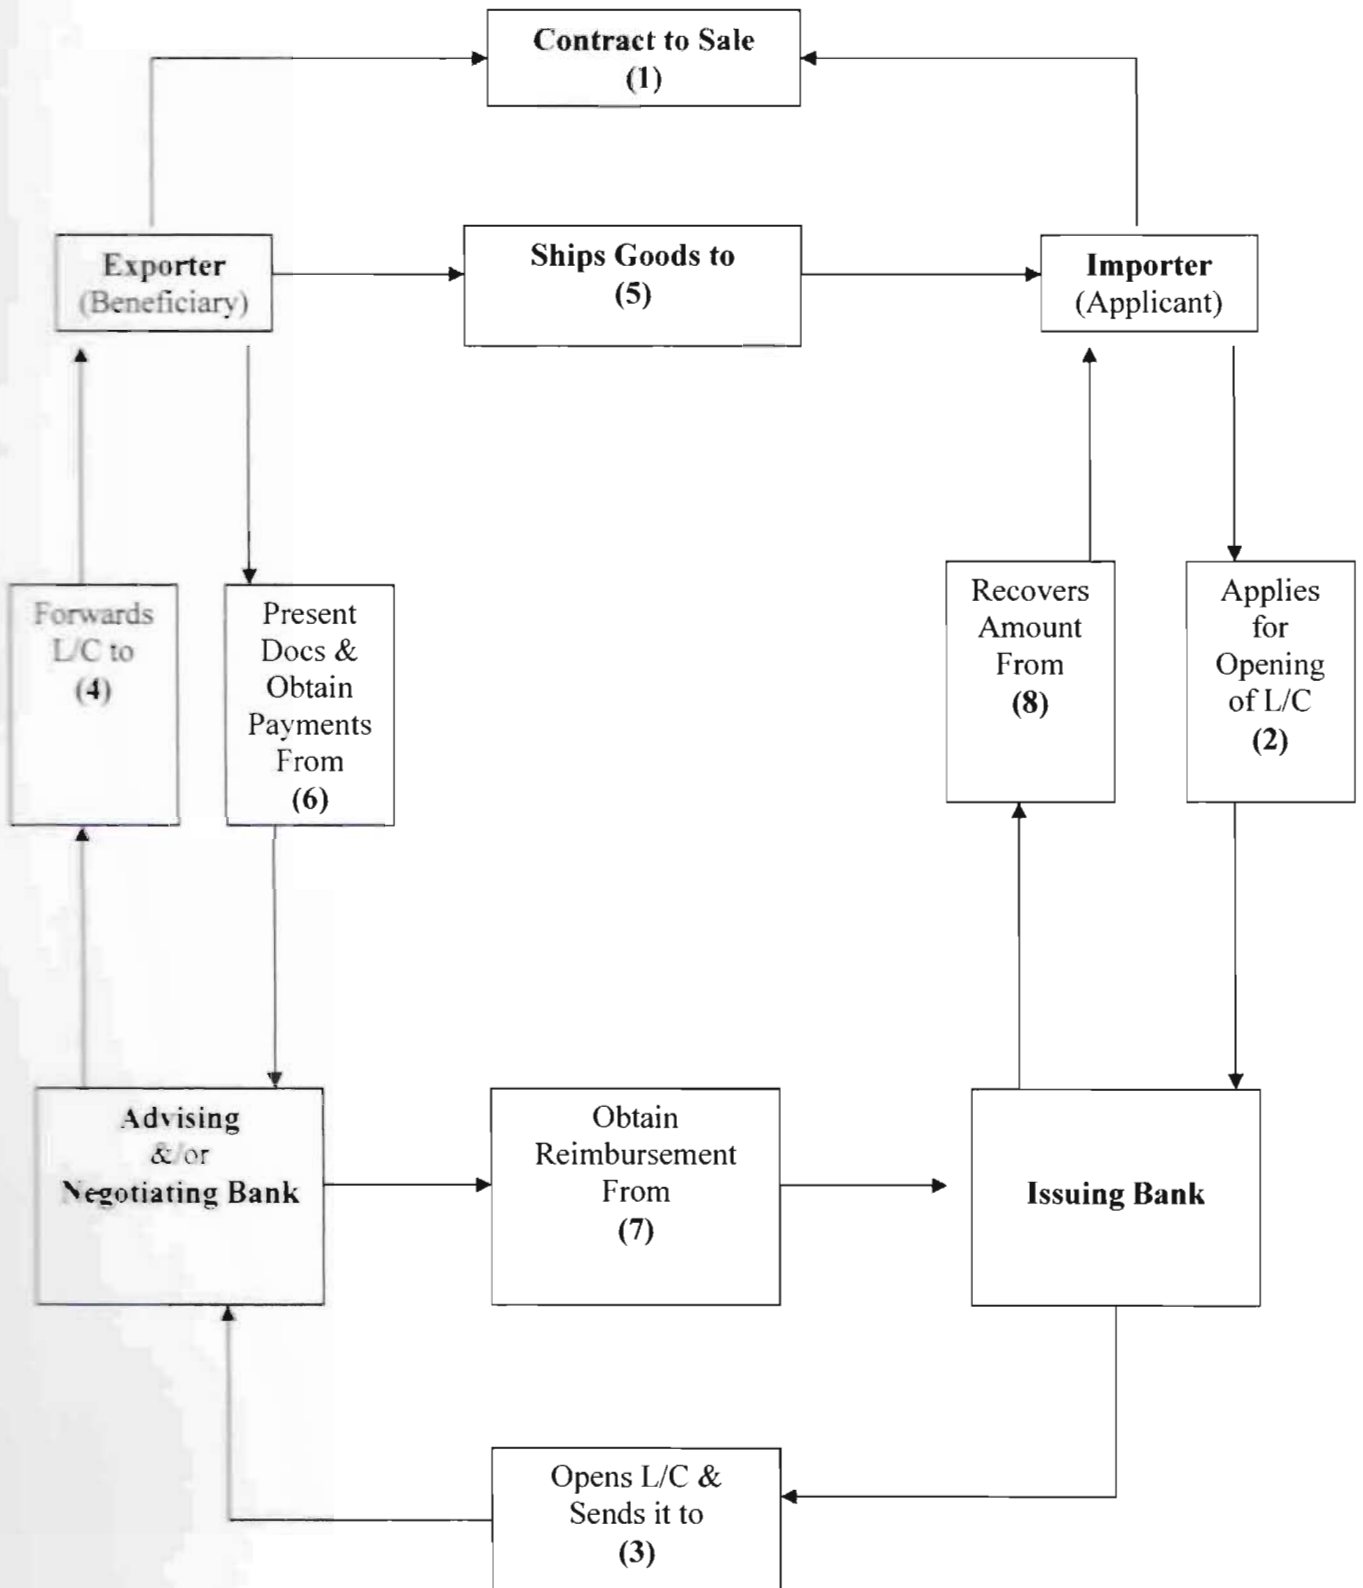 Contract to Sale
(1)
Exporter
(Beneficiary)
Ships Goods to
(5)
Importer
(Applicant)
Forwards
L/C to
(4)
Present
Docs &
Obtain
Payments
From
(6)
Recovers
Amount
From
(8)
Applies
for
Opening
of L/C
(2)
Advising
&/or
Negotiating Bank
Obtain
Reimbursement
From
(7)
Issuing Bank
Opens L/C &
Sends it to
(3)